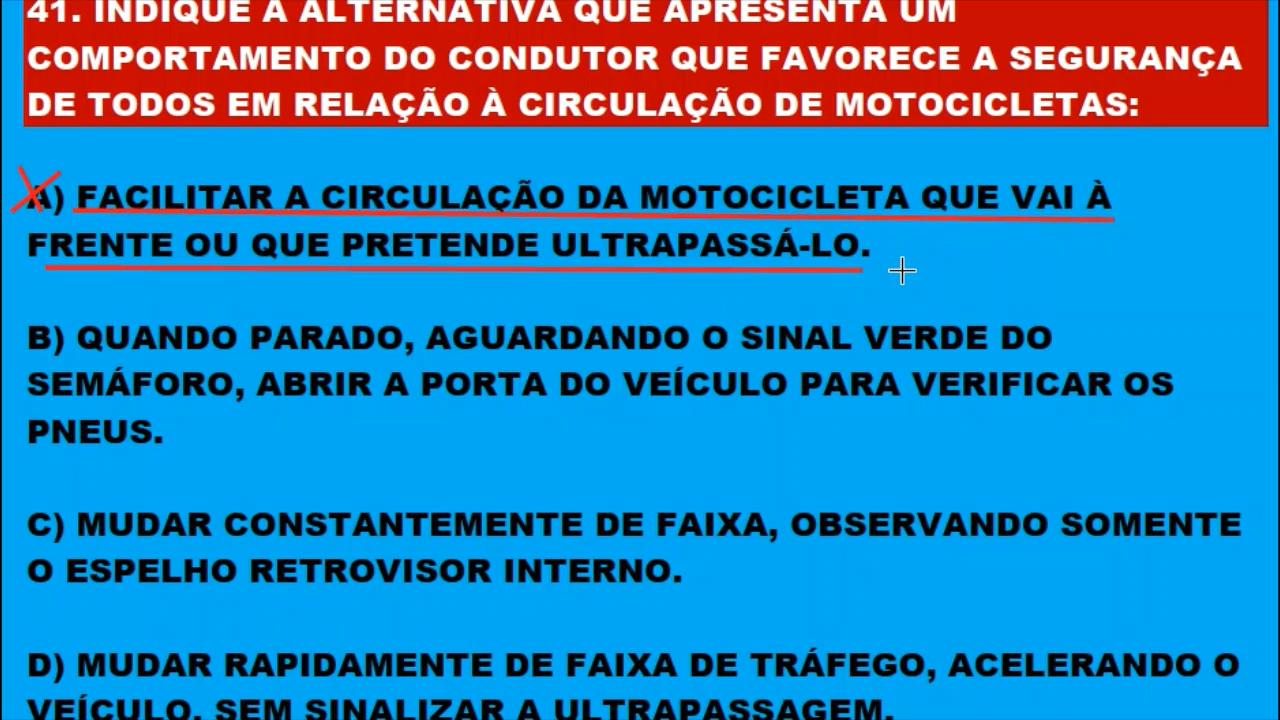 41. INDIQUE A ALTERNATIVA QUE APRESENTA UM
COMPORTAMENTO DO CONDUTOR QUE FAVORECE A SEGURANÇA
DE TODOS EM RELAÇÃO À CIRCULAÇÃO DE MOTOCICLETAS:
A) FACILITAR A CIRCULAÇÃO DA MOTOCICLETA QUE VAI À
FRENTE OU QUE PRETENDE ULTRAPASSÁ-LO.
B) QUANDO PARADO, AGUARDANDO O SINAL VERDE DO
SEMÁFORO, ABRIR A PORTA DO VEÍCULO PARA VERIFICAR OS
PNEUS.
C) MUDAR CONSTANTEMENTE DE FAIXA, OBSERVANDO SOMENTE
O ESPELHO RETROVISOR INTERNO.
D) MUDAR RAPIDAMENTE DE FAIXA DE TRÁFEGO, ACELERANDO O
VEÍCULO, SEM SINALIZAR A ULTRAPASSAGEM.